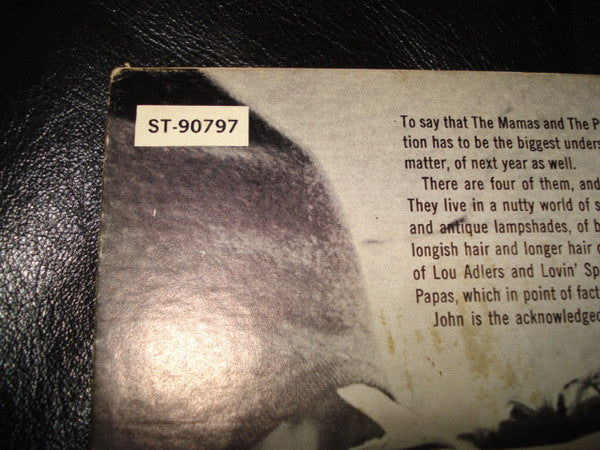 ST-90797
To say that The Mamas and The P
tion has to be the biggest unders
matter, of next year as well.
There are four of them, and
They live in a nutty world of s
and antique lampshades, of b
longish hair and longer hair
of Lou Adlers and Lovin' Sp
Papas, which in point of fact
John is the acknowledged